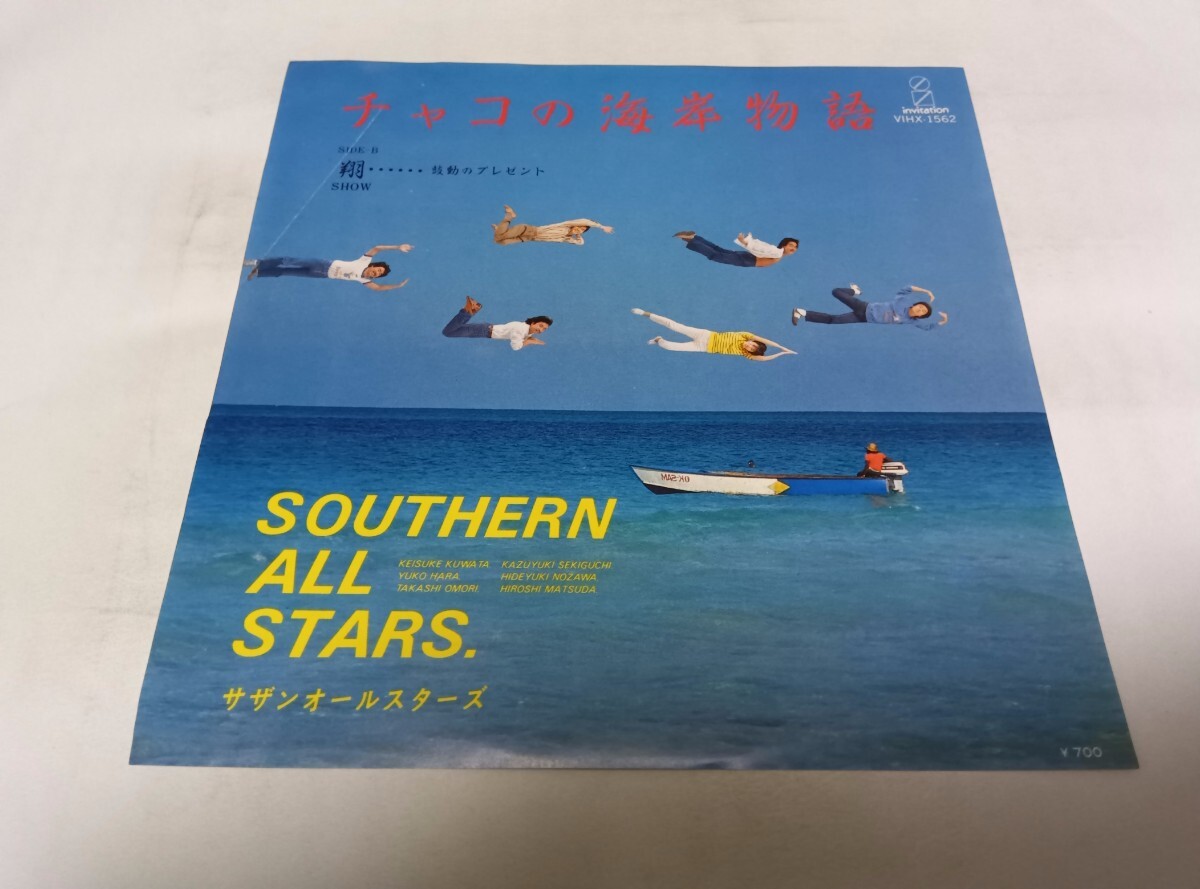 チャコの海岸物語
invitation
VIHX-1562
SIDE-B
翔・・・・・・鼓動のプレゼント
SHOW
OK-SAM
SOUTHERN
ALL
STARS.
KEISUKE KUWATA. KAZUYUKI SEKIGUCHI.
YUKO HARA. HIDEYUKI NOZAWA.
TAKASHI OMORI. HIROSHI MATSUDA.
サザンオールスターズ
¥700